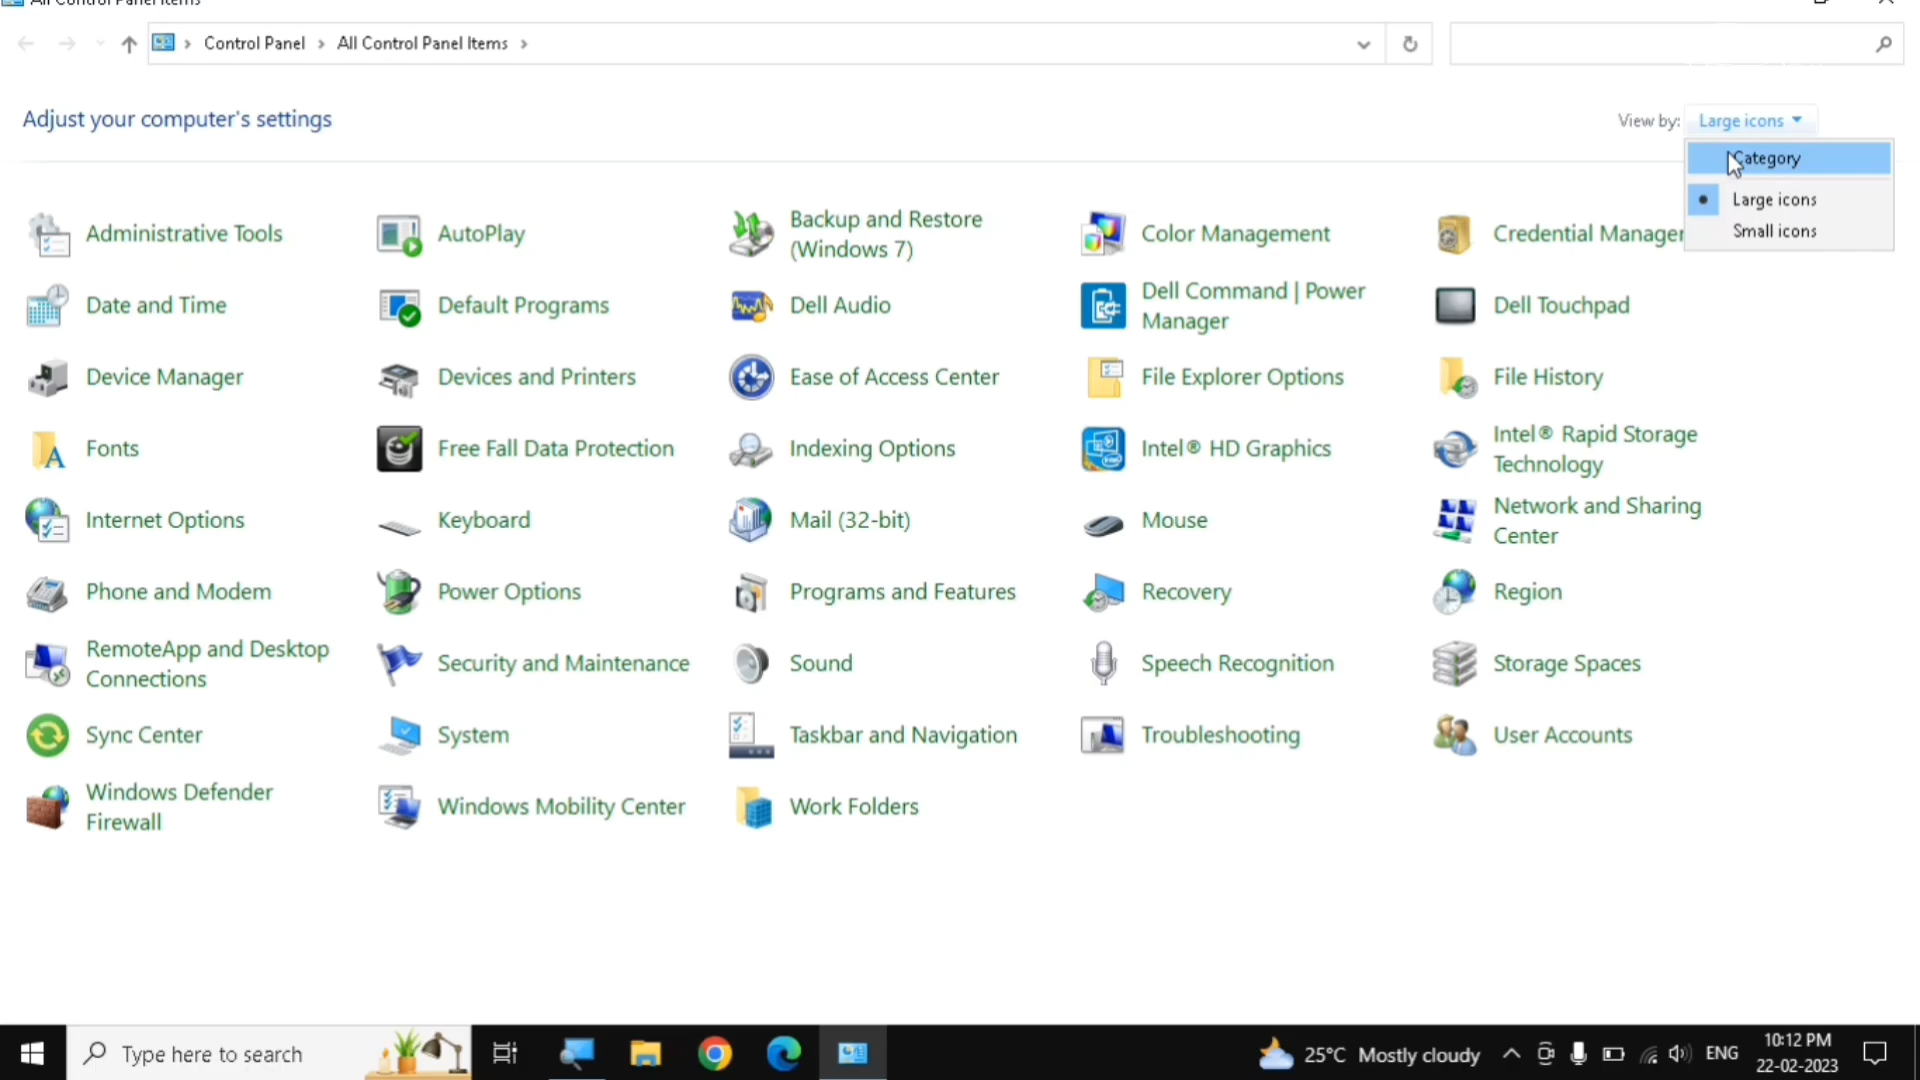 All Control Panel Items
Control Panel
All Control Panel Items
Adjust your computer's settings
View by: Large icons
Category
Large icons
Small icons
Administrative Tools
AutoPlay
Backup and Restore
(Windows 7)
Color Management
Credential Manager
Date and Time
Default Programs
Dell Audio
Dell Command | Power
Manager
Dell Touchpad
Device Manager
Devices and Printers
Ease of Access Center
File Explorer Options
File History
Fonts
Free Fall Data Protection
Indexing Options
Intel® HD Graphics
Intel® Rapid Storage
Technology
Internet Options
Keyboard
Mail (32-bit)
Mouse
Network and Sharing
Center
Phone and Modem
Power Options
Programs and Features
Recovery
Region
RemoteApp and Desktop
Connections
Security and Maintenance
Sound
Speech Recognition
Storage Spaces
Sync Center
System
Taskbar and Navigation
Troubleshooting
User Accounts
Windows Defender
Firewall
Windows Mobility Center
Work Folders
Type here to search
25°C Mostly cloudy
ENG
10:12 PM
22-02-2023